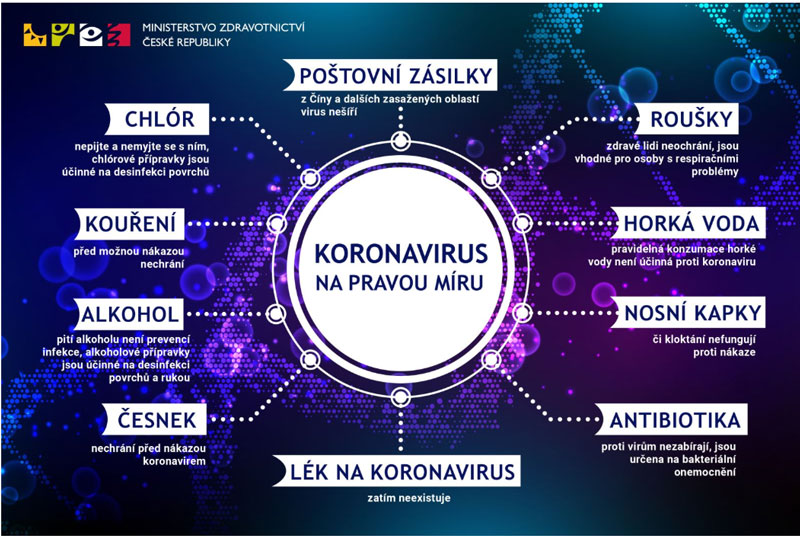 MINISTERSTVO ZDRAVOTNICTVÍ
ČESKÉ REPUBLIKY
POŠTOVNÍ ZÁSILKY
z Číny a dalších zasažených oblastí
virus nešíří
CHLÓR
nepijte a nemyjte se s ním,
chlórové přípravky jsou
účinné na desinfekci povrchů
ROUŠKY
zdravé lidi neochrání, jsou
vhodné pro osoby s respiračními
problémy
KOUŘENÍ
před možnou nákazou
nechrání
HORKÁ VODA
pravidelná konzumace horké
vody není účinná proti koronaviru
KORONAVIRUS
NA PRAVOU MÍRU
ALKOHOL
pití alkoholu není prevencí
infekce, alkoholové přípravky
jsou účinné na desinfekci
povrchů a rukou
NOSNÍ KAPKY
či kloktání nefungují
proti nákaze
ČESNEK
nechrání před nákazou
koronavirem
ANTIBIOTIKA
proti virům nezabírají, jsou
určena na bakteriální
onemocnění
LÉK NA KORONAVIRUS
zatím neexistuje